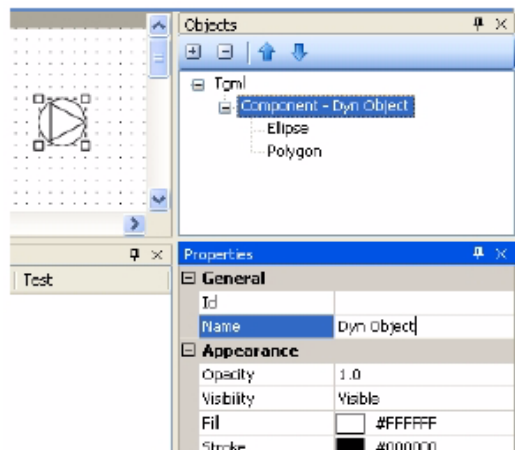 Objects
Tgml
Component - Dyn Object
Ellipse
Polygon
Test
Properties
General
Id
Name Dyn Object
Appearance
Opacity 1.0
Visibility Visible
Fill #FFFFFF
Stroke #000000